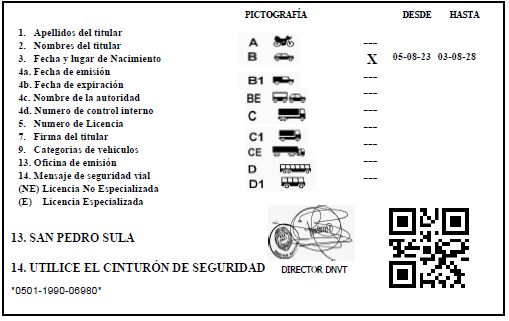 PICTOGRAFÍA DESDE HASTA
1. Apellidos del titular
2. Nombres del titular
3. Fecha y lugar de Nacimiento
4a. Fecha de emisión
4b. Fecha de expiración
4c. Nombre de la autoridad
4d. Numero de control interno
5. Numero de Licencia
7. Firma del titular
9. Categorias de vehiculos
13. Oficina de emisión
14. Mensaje de seguridad vial
(NE) Licencia No Especializada
(E) Licencia Especializada
A ---
B X 05-08-23 03-08-28
B1 ---
BE ---
C ---
C1 ---
CE ---
D ---
D1 ---
13. SAN PEDRO SULA
14. UTILICE EL CINTURÓN DE SEGURIDAD
DIRECTOR DNVT
*0501-1990-06980*